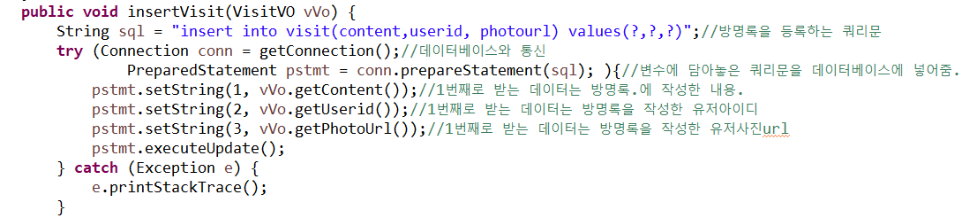 public void insertVisit(VisitVO vVo) {
String sql = "insert into visit(content,userid, photourl) values(?,?,?)";//방명록을 등록하는 쿼리문
try (Connection conn = getConnection();//데이터베이스와 통신
PreparedStatement pstmt = conn.prepareStatement(sql); ){//변수에 담아놓은 쿼리문을 데이터베이스에 넣어줌.
pstmt.setString(1, vVo.getContent());//1번째로 받는 데이터는 방명록.에 작성한 내용.
pstmt.setString(2, vVo.getUserid());//1번째로 받는 데이터는 방명록을 작성한 유저아이디
pstmt.setString(3, vVo.getPhotoUrl());//1번째로 받는 데이터는 방명록을 작성한 유저사진url
pstmt.executeUpdate();
} catch (Exception e) {
e.printStackTrace();
}